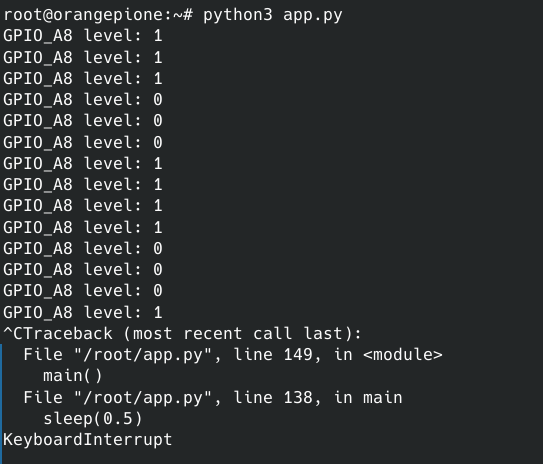 root@orangepione:~# python3 app.py
GPIO_A8 level: 1
GPIO_A8 level: 1
GPIO_A8 level: 1
GPIO_A8 level: 0
GPIO_A8 level: 0
GPIO_A8 level: 0
GPIO_A8 level: 1
GPIO_A8 level: 1
GPIO_A8 level: 1
GPIO_A8 level: 1
GPIO_A8 level: 0
GPIO_A8 level: 0
GPIO_A8 level: 0
GPIO_A8 level: 1
^CTraceback (most recent call last):
  File "/root/app.py", line 149, in <module>
    main()
  File "/root/app.py", line 138, in main
    sleep(0.5)
KeyboardInterrupt